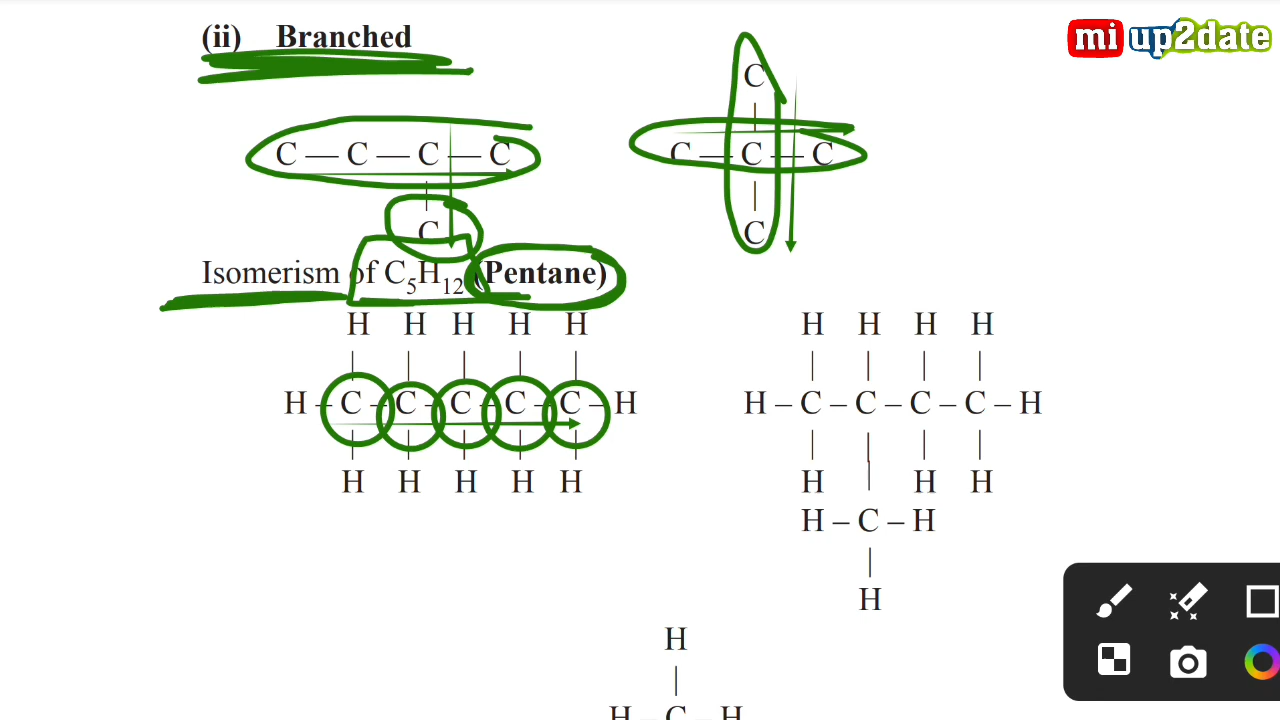 (ii) Branched
mi up2date
C
C — C — C — C
C — C — C
|
C
|
C
Isomerism of C₅H₁₂ (Pentane)
H H H H H
| | | | |
H – C – C – C – C – C – H
| | | | |
H H H H H
H H H H
| | | |
H – C – C – C – C – H
| | | |
H H H
H – C – H
|
H
H
|
H – C – H